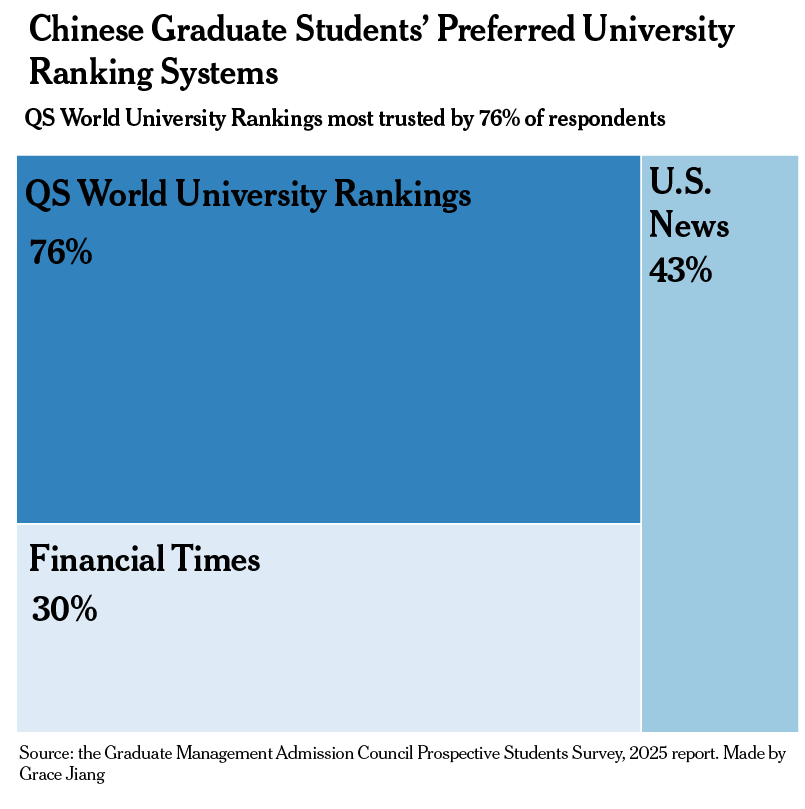 Chinese Graduate Students’ Preferred University
Ranking Systems
QS World University Rankings most trusted by 76% of respondents
QS World University Rankings
76%
U.S.
News
43%
Financial Times
30%
Source: the Graduate Management Admission Council Prospective Students Survey, 2025 report. Made by
Grace Jiang